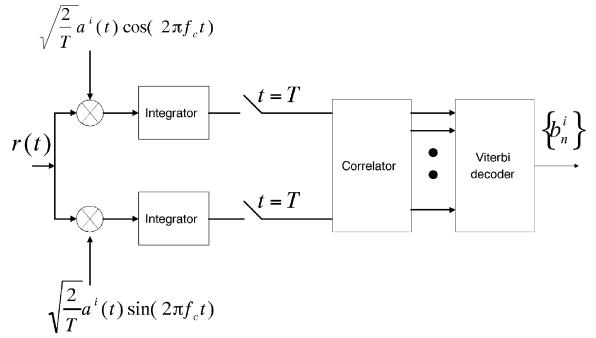 √(2/T) a^i(t) cos( 2πf_c t)
Integrator
t = T
r(t)
Correlator
Viterbi
decoder
{b_n^i}
Integrator
t = T
√(2/T) a^i(t) sin( 2πf_c t)